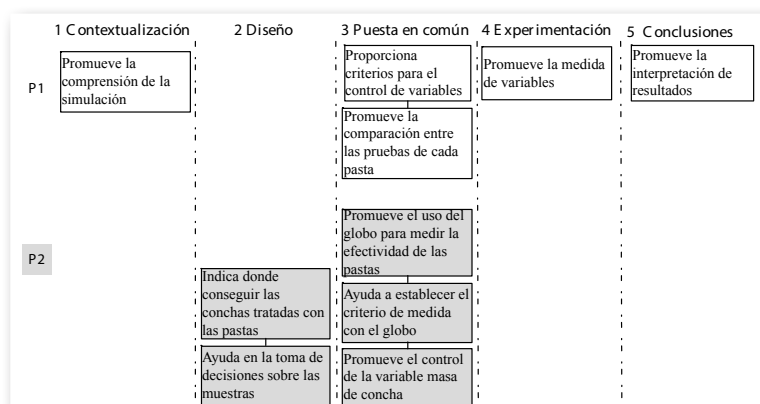 1 Contextualización
2 Diseño
3 Puesta en común
4 Experimentación
5 Conclusiones
P1
Promueve la
comprensión de la
simulación
Proporciona
criterios para el
control de variables
Promueve la medida
de variables
Promueve la
interpretación de
resultados
Promueve la
comparación entre
las pruebas de cada
pasta
P2
Promueve el uso del
globo para medir la
efectividad de las
pastas
Indica donde
conseguir las
conchas tratadas con
las pastas
Ayuda a establecer el
criterio de medida
con el globo
Ayuda en la toma de
decisiones sobre las
muestras
Promueve el control
de la variable masa
de concha